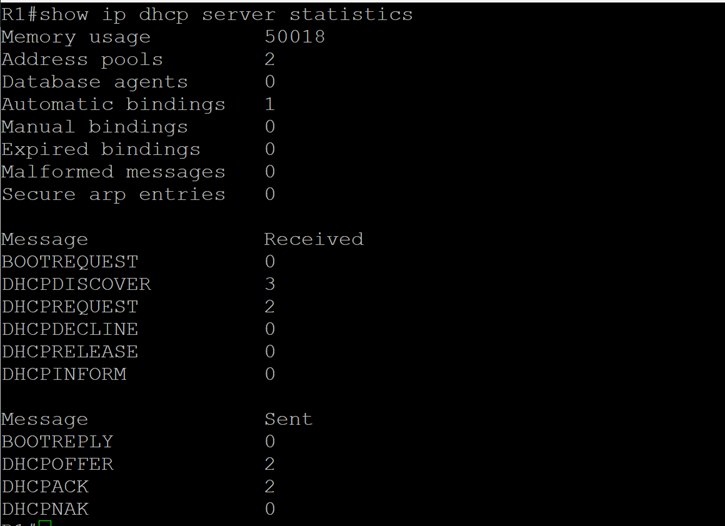 R1#show ip dhcp server statistics
Memory usage 50018
Address pools 2
Database agents 0
Automatic bindings 1
Manual bindings 0
Expired bindings 0
Malformed messages 0
Secure arp entries 0
Message Received
BOOTREQUEST 0
DHCPDISCOVER 3
DHCPREQUEST 2
DHCPDECLINE 0
DHCPRELEASE 0
DHCPINFORM 0
Message Sent
BOOTREPLY 0
DHCPOFFER 2
DHCPACK 2
DHCPNAK 0
R1#